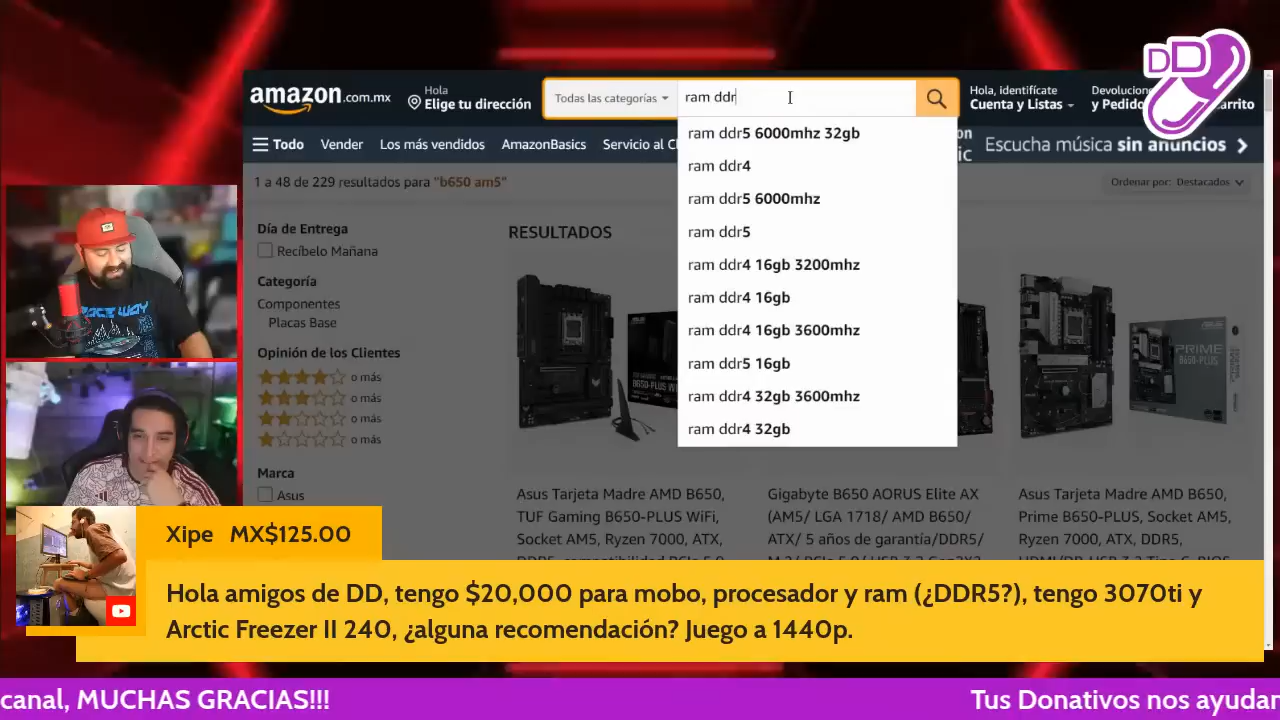 DD
amazon.com.mx
Hola
Elige tu dirección
Todas las categorías
ram ddr
Hola, identifícate
Cuenta y Listas
Devolucione
y Pedido
arrito
Todo
Vender
Los más vendidos
AmazonBasics
Servicio al Cl
on
ic
Escucha música sin anuncios
ram ddr5 6000mhz 32gb
ram ddr4
ram ddr5 6000mhz
ram ddr5
ram ddr4 16gb 3200mhz
ram ddr4 16gb
ram ddr4 16gb 3600mhz
ram ddr5 16gb
ram ddr4 32gb 3600mhz
ram ddr4 32gb
1 a 48 de 229 resultados para "b650 am5"
Ordenar por: Destacados
Día de Entrega
Recíbelo Mañana
Categoría
Componentes
Placas Base
Opinión de los Clientes
o más
o más
o más
o más
Marca
Asus
RESULTADOS
PRIME
Asus Tarjeta Madre AMD B650,
TUF Gaming B650-PLUS WiFi,
Socket AM5, Ryzen 7000, ATX,
Gigabyte B650 AORUS Elite AX
(AM5/ LGA 1718/ AMD B650/
ATX/ 5 años de garantía/DDR5/
Asus Tarjeta Madre AMD B650,
Prime B650-PLUS, Socket AM5,
Ryzen 7000, ATX, DDR5,
Xipe MX$125.00
Hola amigos de DD, tengo $20,000 para mobo, procesador y ram (¿DDR5?), tengo 3070ti y
Arctic Freezer II 240, ¿alguna recomendación? Juego a 1440p.
canal, MUCHAS GRACIAS!!!
Tus Donativos nos ayudar